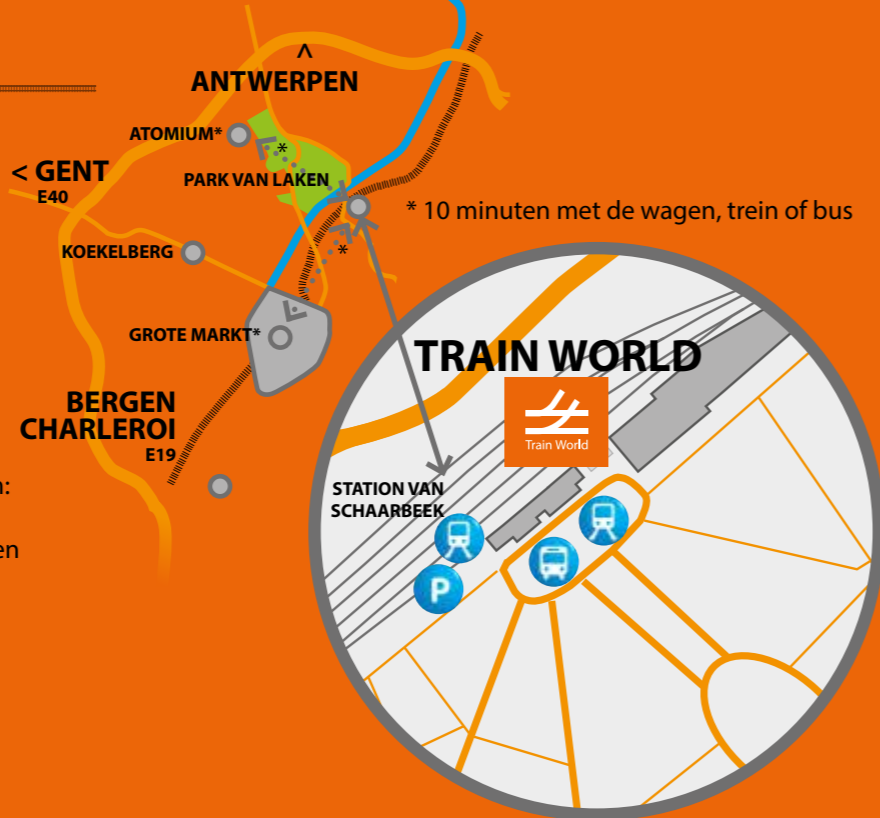 ^
ANTWERPEN
ATOMIUM*
*
< GENT
E40
PARK VAN LAKEN
* 10 minuten met de wagen, trein of bus
KOEKELBERG
*
GROTE MARKT*
TRAIN WORLD
Train World
BERGEN
CHARLEROI
E19
:
STATION VAN
SCHAARBEEK
en
P